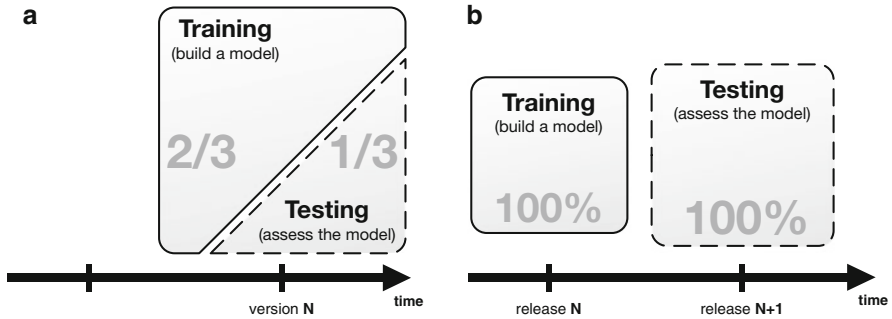 a
Training
(build a model)
2/3
1/3
Testing
(assess the model)
version N
time
b
Training
(build a model)
100%
Testing
(assess the model)
100%
release N
release N+1
time